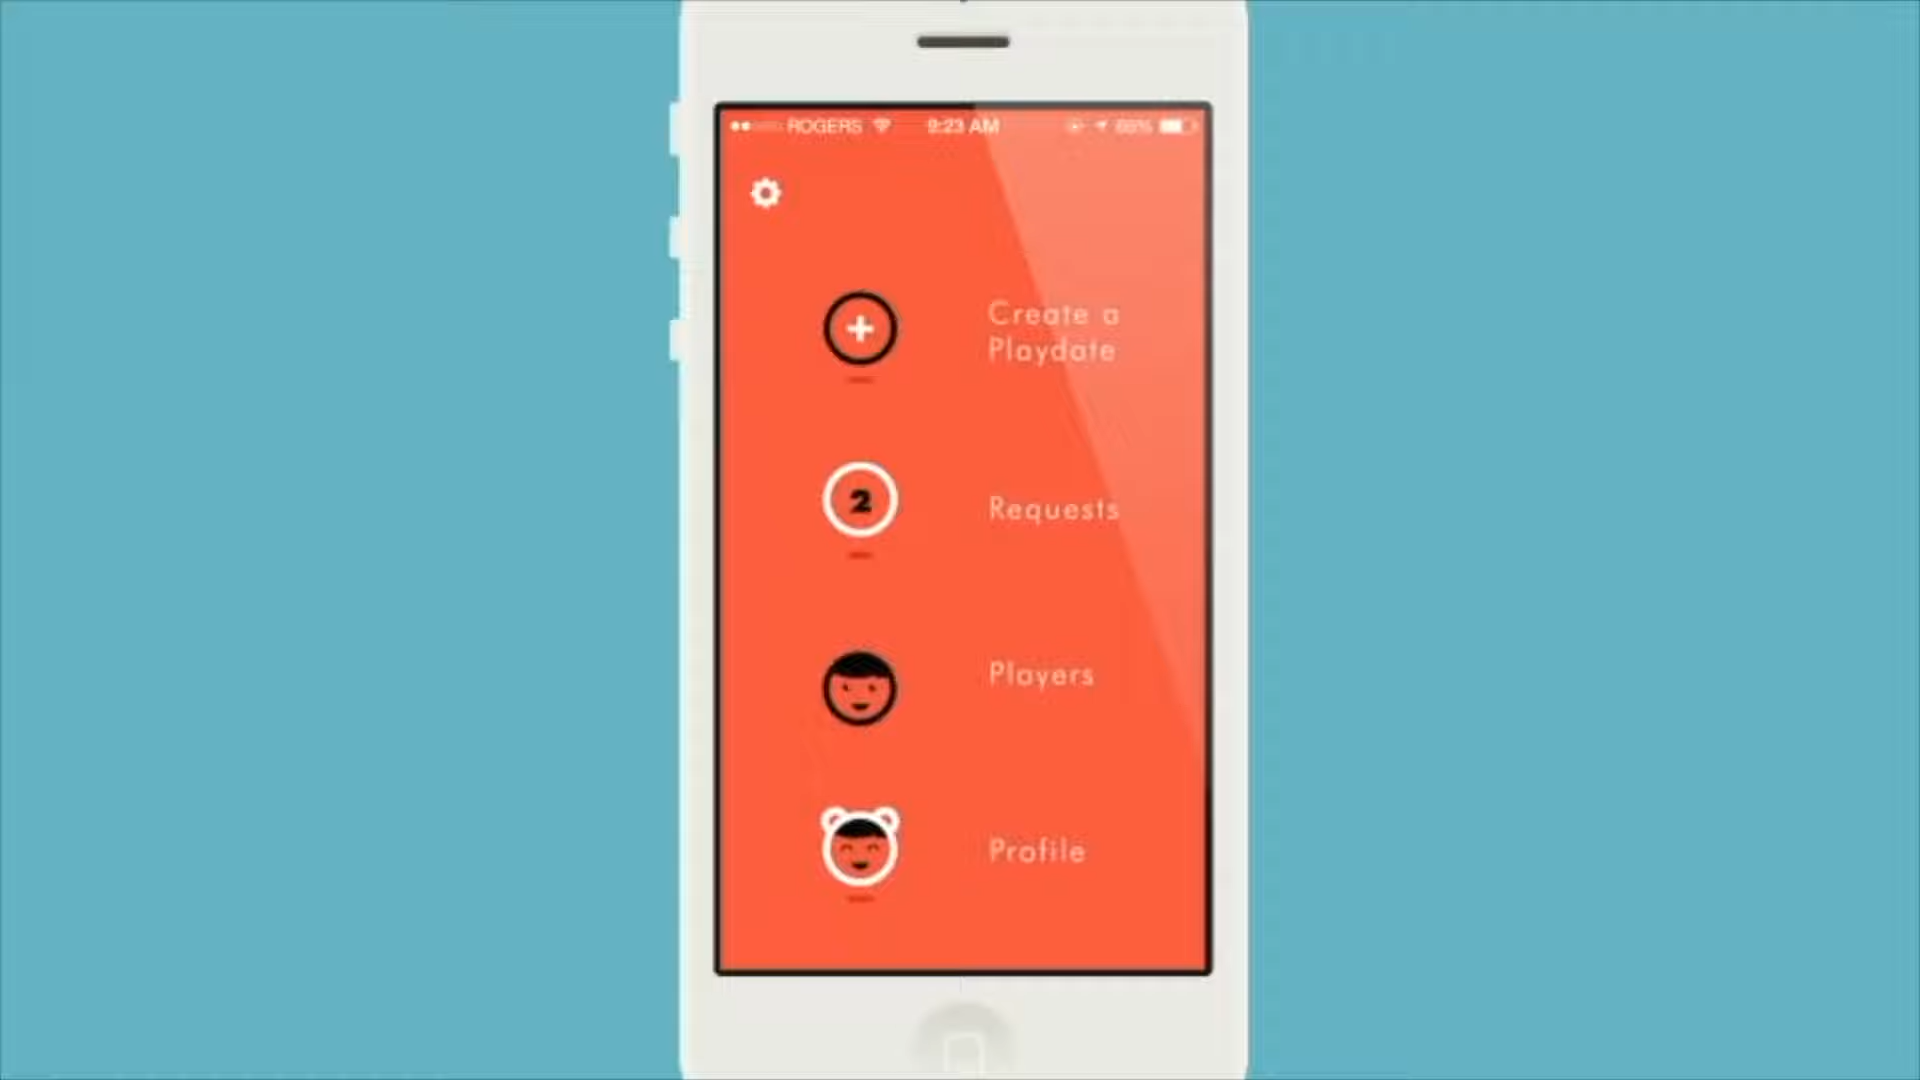 ROGERS 9:23 AM
Create a
Playdate
2
Requests
Players
Profile